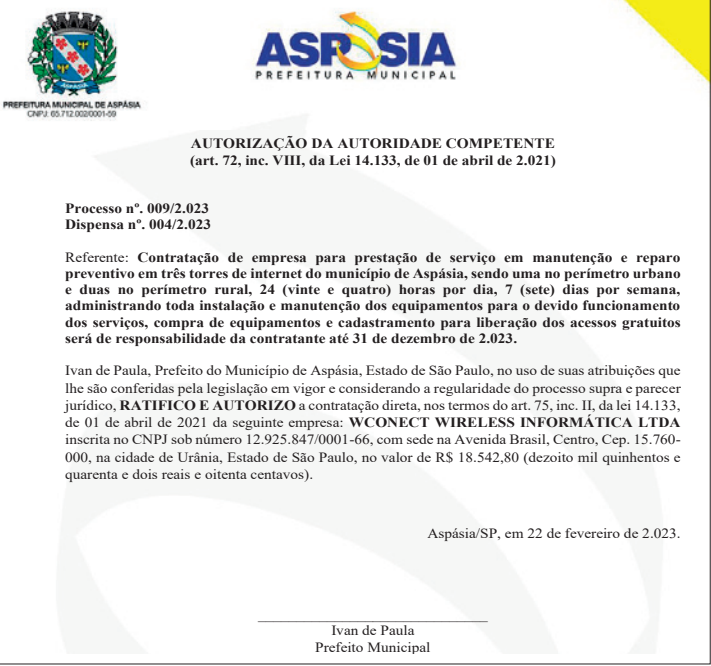 ASPÁSIA
PREFEITURA MUNICIPAL
PREFEITURA MUNICIPAL DE ASPÁSIA
CNPJ: 65.712.002/0001-59
AUTORIZAÇÃO DA AUTORIDADE COMPETENTE
(art. 72, inc. VIII, da Lei 14.133, de 01 de abril de 2.021)
Processo nº. 009/2.023
Dispensa nº. 004/2.023
Referente: Contratação de empresa para prestação de serviço em manutenção e reparo
preventivo em três torres de internet do município de Aspásia, sendo uma no perímetro urbano
e duas no perímetro rural, 24 (vinte e quatro) horas por dia, 7 (sete) dias por semana,
administrando toda instalação e manutenção dos equipamentos para o devido funcionamento
dos serviços, compra de equipamentos e cadastramento para liberação dos acessos gratuitos
será de responsabilidade da contratante até 31 de dezembro de 2.023.
Ivan de Paula, Prefeito do Município de Aspásia, Estado de São Paulo, no uso de suas atribuições que
lhe são conferidas pela legislação em vigor e considerando a regularidade do processo supra e parecer
jurídico, RATIFICO E AUTORIZO a contratação direta, nos termos do art. 75, inc. II, da lei 14.133,
de 01 de abril de 2021 da seguinte empresa: WCONECT WIRELESS INFORMÁTICA LTDA
inscrita no CNPJ sob número 12.925.847/0001-66, com sede na Avenida Brasil, Centro, Cep. 15.760-
000, na cidade de Urânia, Estado de São Paulo, no valor de R$ 18.542,80 (dezoito mil quinhentos e
quarenta e dois reais e oitenta centavos).
Aspásia/SP, em 22 de fevereiro de 2.023.
Ivan de Paula
Prefeito Municipal